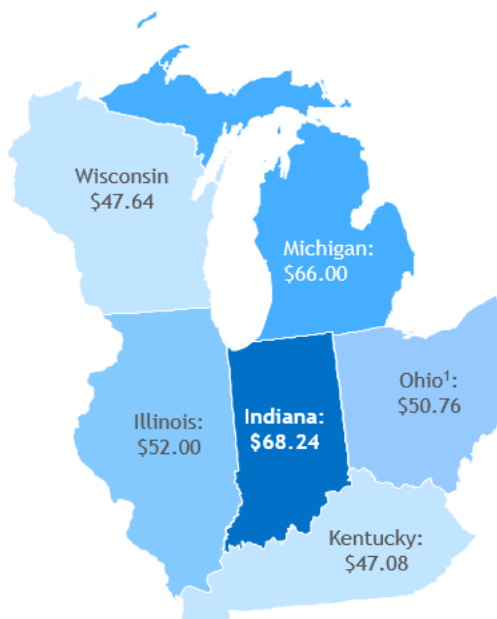 Wisconsin
$47.64
Michigan:
$66.00
Ohio¹:
$50.76
Illinois:
$52.00
Indiana:
$68.24
Kentucky:
$47.08